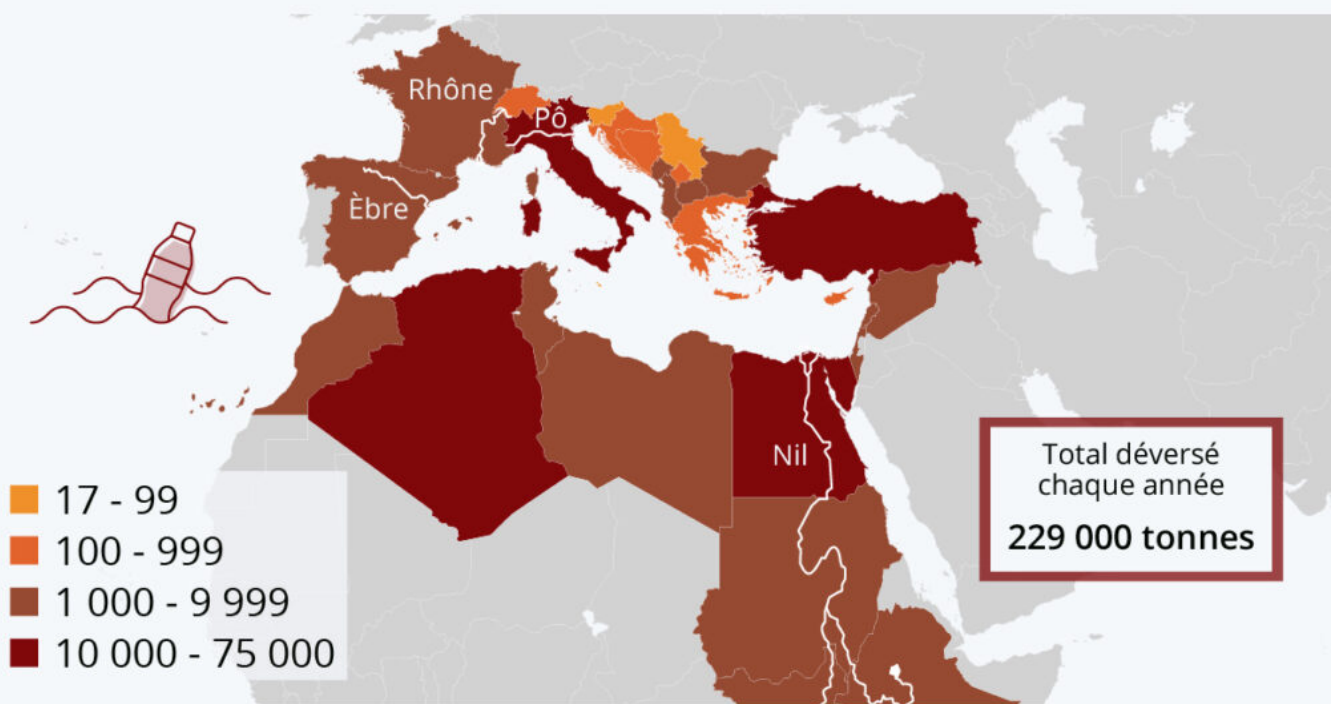 Rhône
Pô
Èbre
Nil
17 - 99
100 - 999
1 000 - 9 999
10 000 - 75 000
Total déversé
chaque année
229 000 tonnes